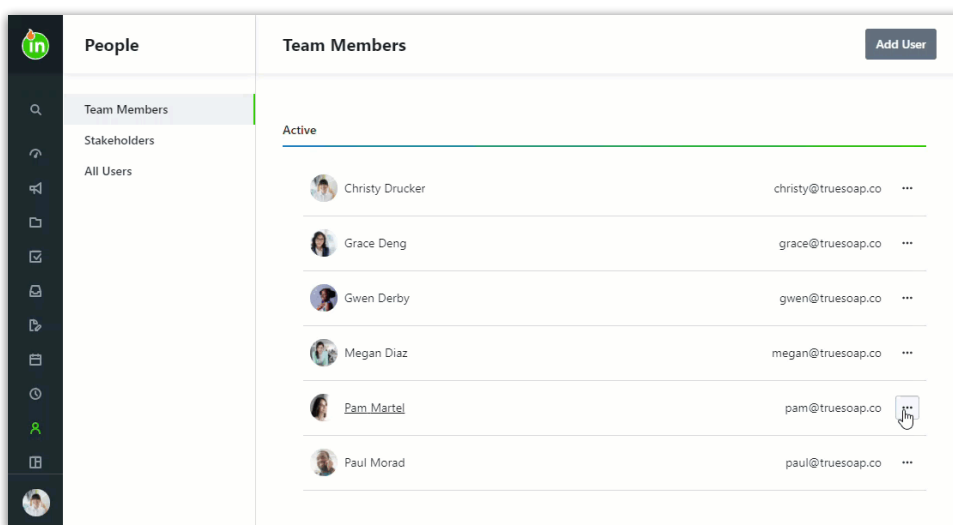 in
People
Team Members
Add User
Team Members
Stakeholders
All Users
Active
Christy Drucker christy@truesoap.co
Grace Deng grace@truesoap.co
Gwen Derby gwen@truesoap.co
Megan Diaz megan@truesoap.co
Pam Martel pam@truesoap.co
Paul Morad paul@truesoap.co